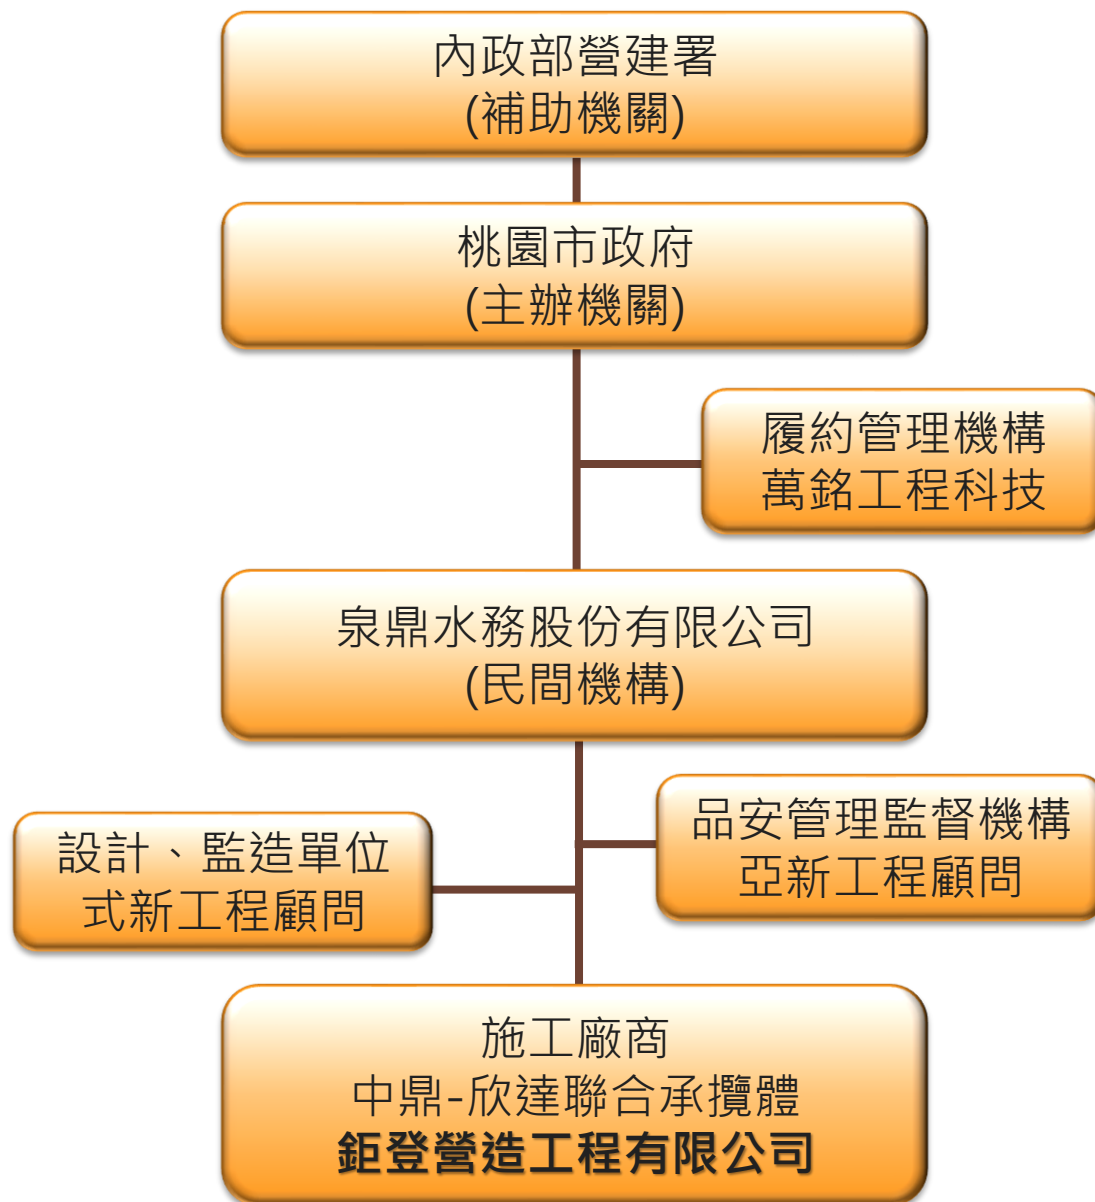 內政部營建署
(補助機關)
桃園市政府
(主辦機關)
履約管理機構
萬銘工程科技
泉鼎水務股份有限公司
(民間機構)
品安管理監督機構
亞新工程顧問
設計、監造單位
式新工程顧問
施工廠商
中鼎-欣達聯合承攬體
鉅登營造工程有限公司